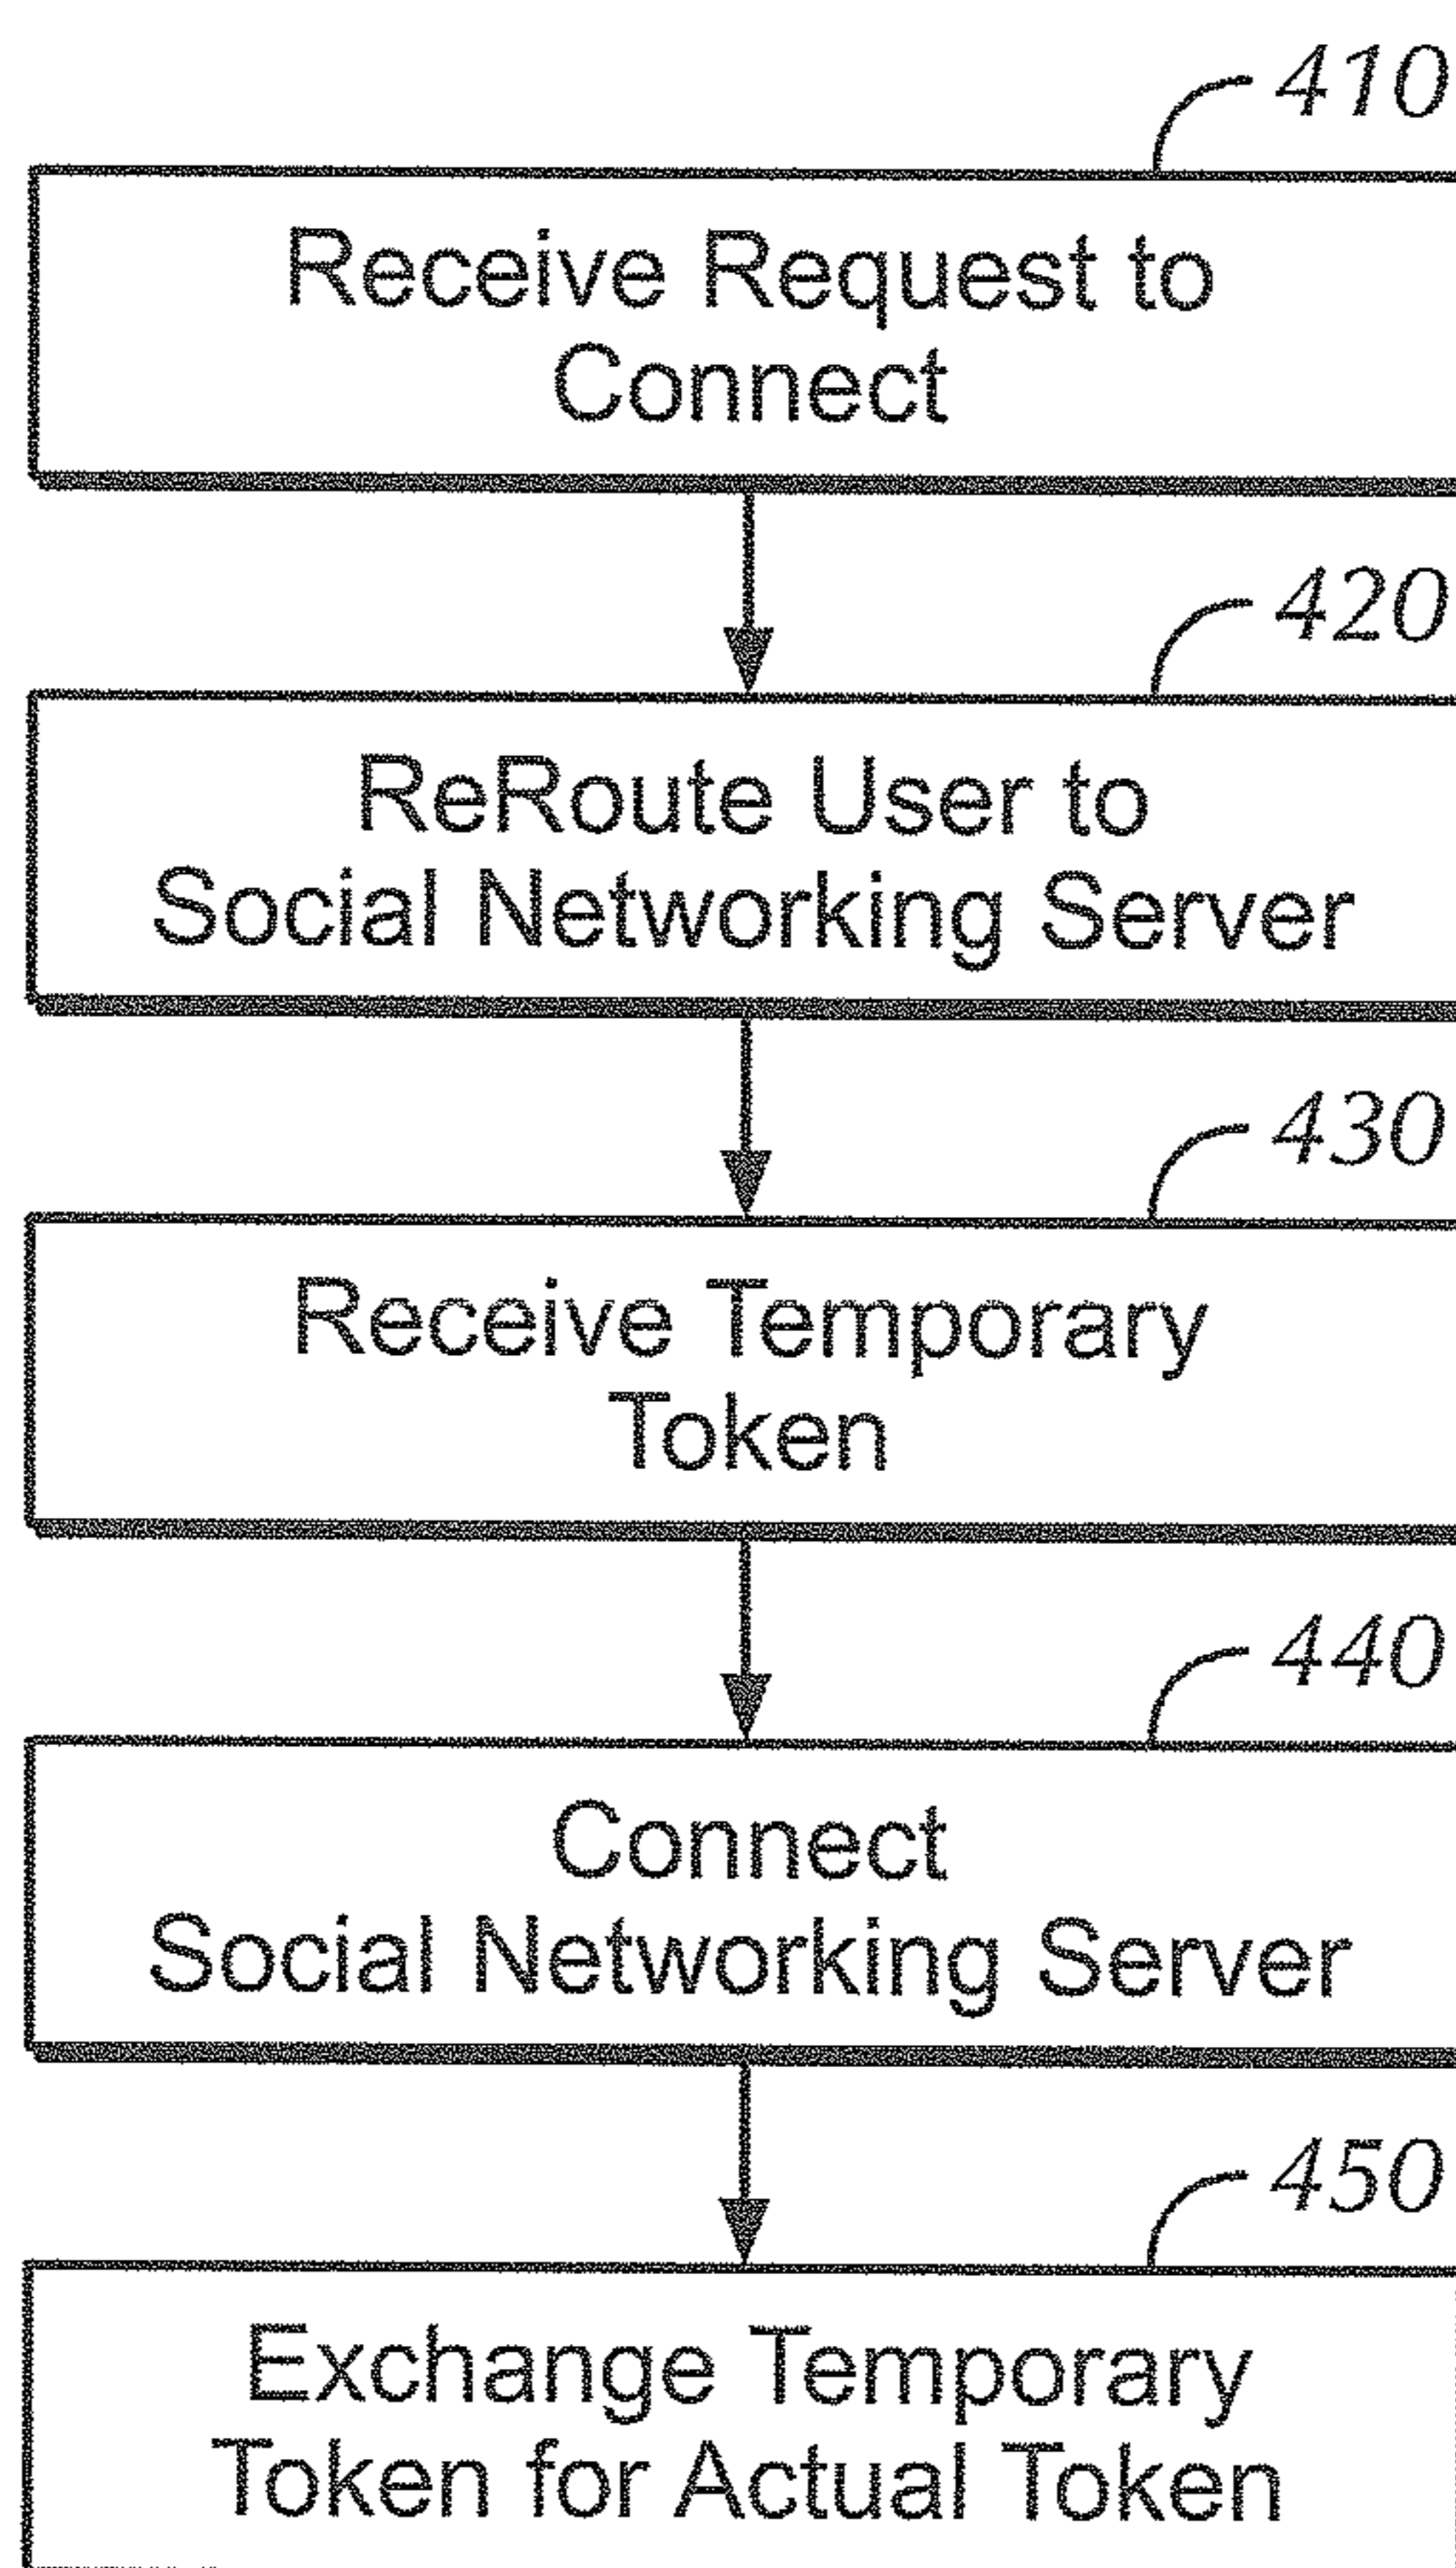 410
Receive Request to
Connect
420
ReRoute User to
Social Networking Server
430
Receive Temporary
Token
440
Connect
Social Networking Server
450
Exchange Temporary
Token for Actual Token